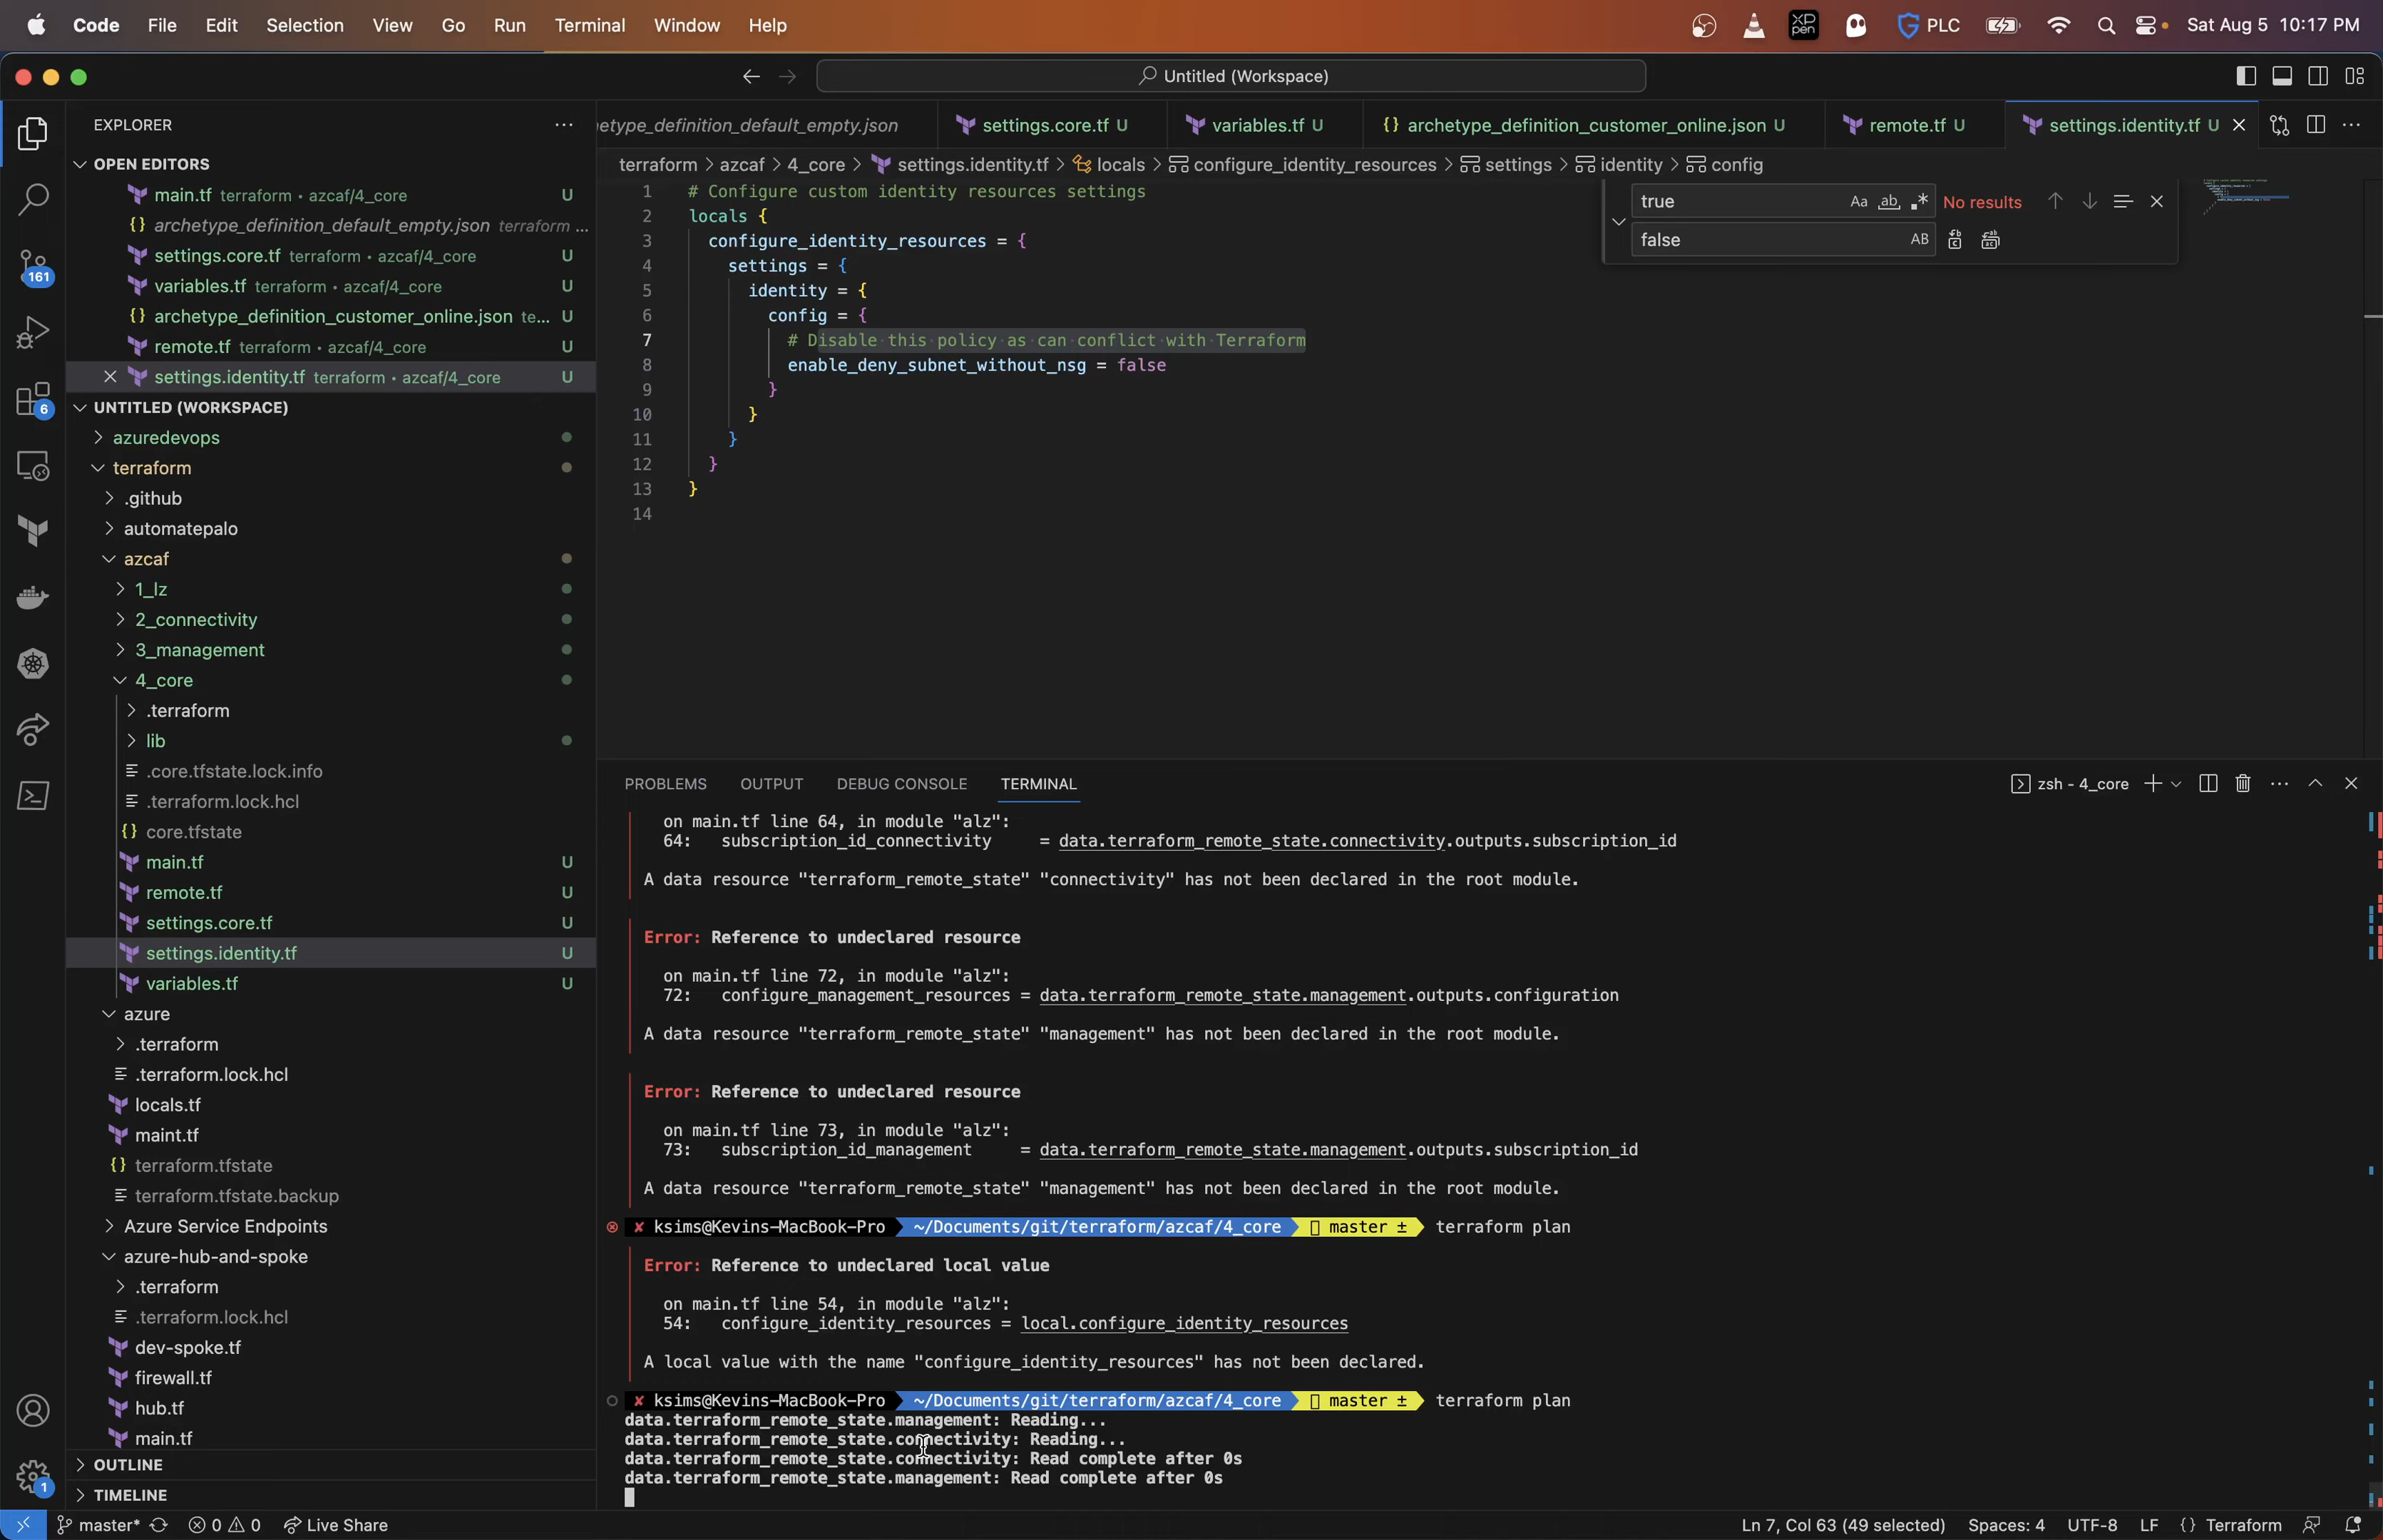 Code File Edit Selection View Go Run Terminal Window Help
XP pen
PLC
Sat Aug 5 10:17 PM
Untitled (Workspace)
EXPLORER
OPEN EDITORS
main.tf terraform • azcaf/4_core U
{} archetype_definition_default_empty.json terraform ...
settings.core.tf terraform • azcaf/4_core U
variables.tf terraform • azcaf/4_core U
{} archetype_definition_customer_online.json te... U
remote.tf terraform • azcaf/4_core U
settings.identity.tf terraform • azcaf/4_core U
161
6
1
UNTITLED (WORKSPACE)
azuredevops
terraform
.github
automatepalo
azcaf
1_lz
2_connectivity
3_management
4_core
.terraform
lib
.core.tfstate.lock.info
.terraform.lock.hcl
{} core.tfstate
main.tf U
remote.tf U
settings.core.tf U
settings.identity.tf U
variables.tf U
azure
.terraform
.terraform.lock.hcl
locals.tf
maint.tf
{} terraform.tfstate
terraform.tfstate.backup
Azure Service Endpoints
azure-hub-and-spoke
.terraform
.terraform.lock.hcl
dev-spoke.tf
firewall.tf
hub.tf
main.tf
OUTLINE
TIMELINE
etype_definition_default_empty.json
settings.core.tf U
variables.tf U
{} archetype_definition_customer_online.json U
remote.tf U
settings.identity.tf U
terraform > azcaf > 4_core > settings.identity.tf > locals > configure_identity_resources > settings > identity > config
true Aa ab .* No results
false AB
1 # Configure custom identity resources settings
2 locals {
3 configure_identity_resources = {
4 settings = {
5 identity = {
6 config = {
7 # Disable this policy as can conflict with Terraform
8 enable_deny_subnet_without_nsg = false
9 }
10 }
11 }
12 }
13 }
14
PROBLEMS OUTPUT DEBUG CONSOLE TERMINAL
zsh - 4_core
on main.tf line 64, in module "alz":
64: subscription_id_connectivity = data.terraform_remote_state.connectivity.outputs.subscription_id
A data resource "terraform_remote_state" "connectivity" has not been declared in the root module.
Error: Reference to undeclared resource
on main.tf line 72, in module "alz":
72: configure_management_resources = data.terraform_remote_state.management.outputs.configuration
A data resource "terraform_remote_state" "management" has not been declared in the root module.
Error: Reference to undeclared resource
on main.tf line 73, in module "alz":
73: subscription_id_management = data.terraform_remote_state.management.outputs.subscription_id
A data resource "terraform_remote_state" "management" has not been declared in the root module.
✘ ksims@Kevins-MacBook-Pro ~/Documents/git/terraform/azcaf/4_core master ± terraform plan
Error: Reference to undeclared local value
on main.tf line 54, in module "alz":
54: configure_identity_resources = local.configure_identity_resources
A local value with the name "configure_identity_resources" has not been declared.
✘ ksims@Kevins-MacBook-Pro ~/Documents/git/terraform/azcaf/4_core master ± terraform plan
data.terraform_remote_state.management: Reading...
data.terraform_remote_state.connectivity: Reading...
data.terraform_remote_state.connectivity: Read complete after 0s
data.terraform_remote_state.management: Read complete after 0s
master* 0 0 Live Share
Ln 7, Col 63 (49 selected) Spaces: 4 UTF-8 LF {} Terraform